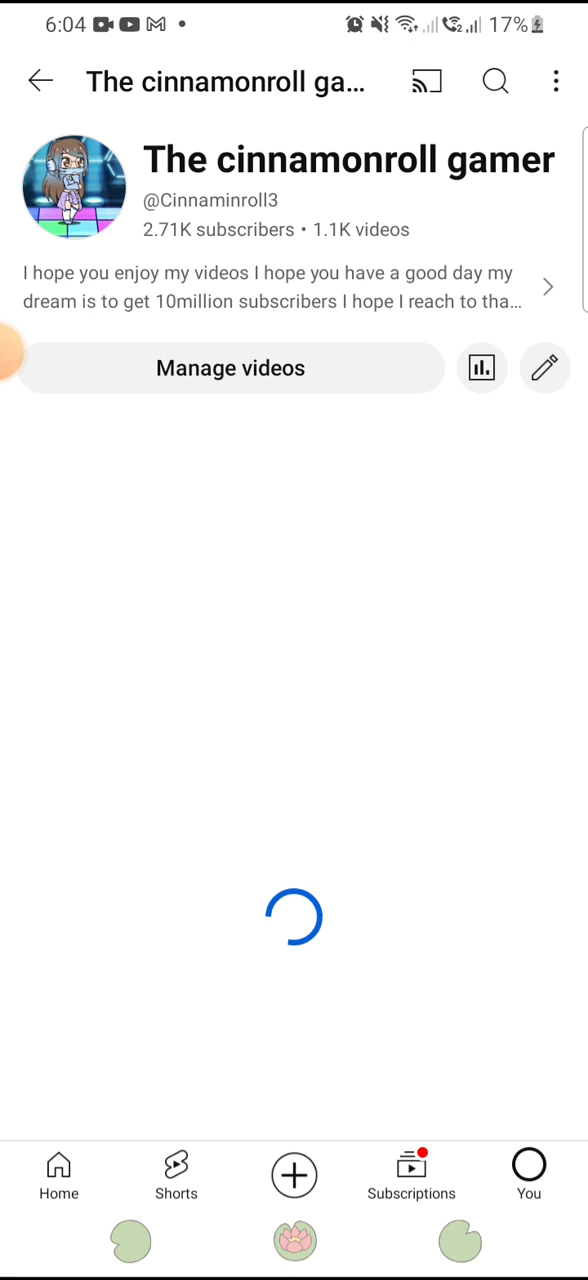 6:04 17%
The cinnamonroll ga...
The cinnamonroll gamer
@Cinnaminroll3
2.71K subscribers • 1.1K videos
I hope you enjoy my videos I hope you have a good day my
dream is to get 10million subscribers I hope I reach to tha...
Manage videos
Home Shorts Subscriptions You